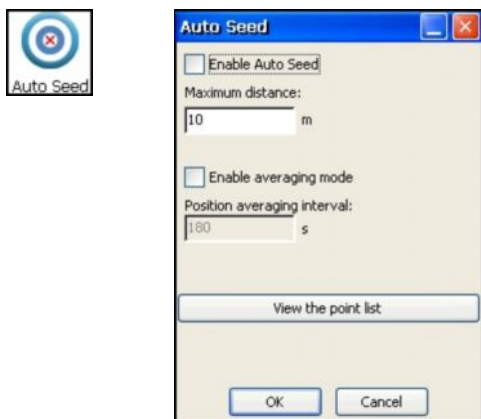 Auto Seed
Auto Seed
Enable Auto Seed
Maximum distance:
10 m
Enable averaging mode
Position averaging interval:
180 s
View the point list
OK Cancel